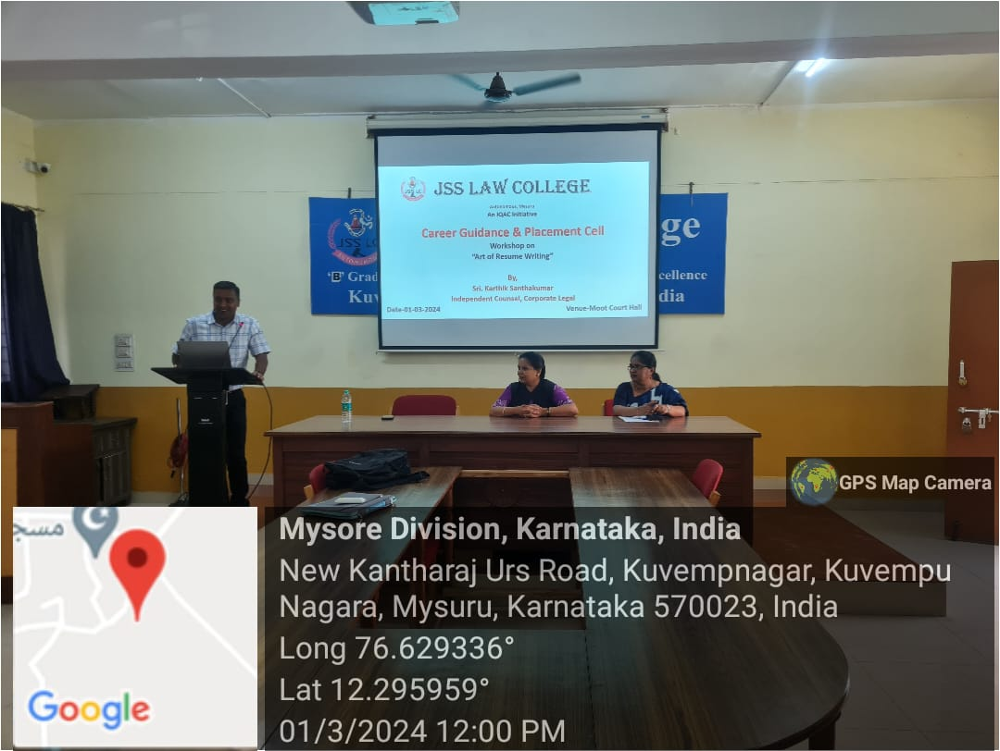 JSS LAW COLLEGE
Autonomous, Mysuru
An IQAC Initiative
Career Guidance & Placement Cell
Workshop on
"Art of Resume Writing"
By,
Sri. Karthik Santhakumar
Independent Counsel, Corporate Legal
Date-01-03-2024
Venue-Moot Court Hall
JSS LC
ge
'B' Grad
cellence
Kuv
dia
GPS Map Camera
مسج
Google
Mysore Division, Karnataka, India
New Kantharaj Urs Road, Kuvempnagar, Kuvempu
Nagara, Mysuru, Karnataka 570023, India
Long 76.629336°
Lat 12.295959°
01/3/2024 12:00 PM